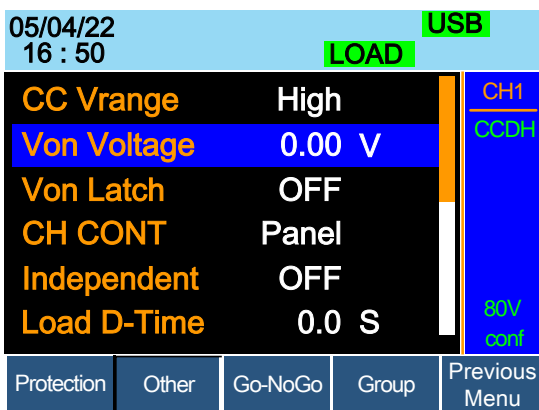 05/04/22 USB
16 : 50 LOAD
CC Vrange High
Von Voltage 0.00 V
Von Latch OFF
CH CONT Panel
Independent OFF
Load D-Time 0.0 S
CH1
CCDH
80V
conf
Protection Other Go-NoGo Group Previous
Menu